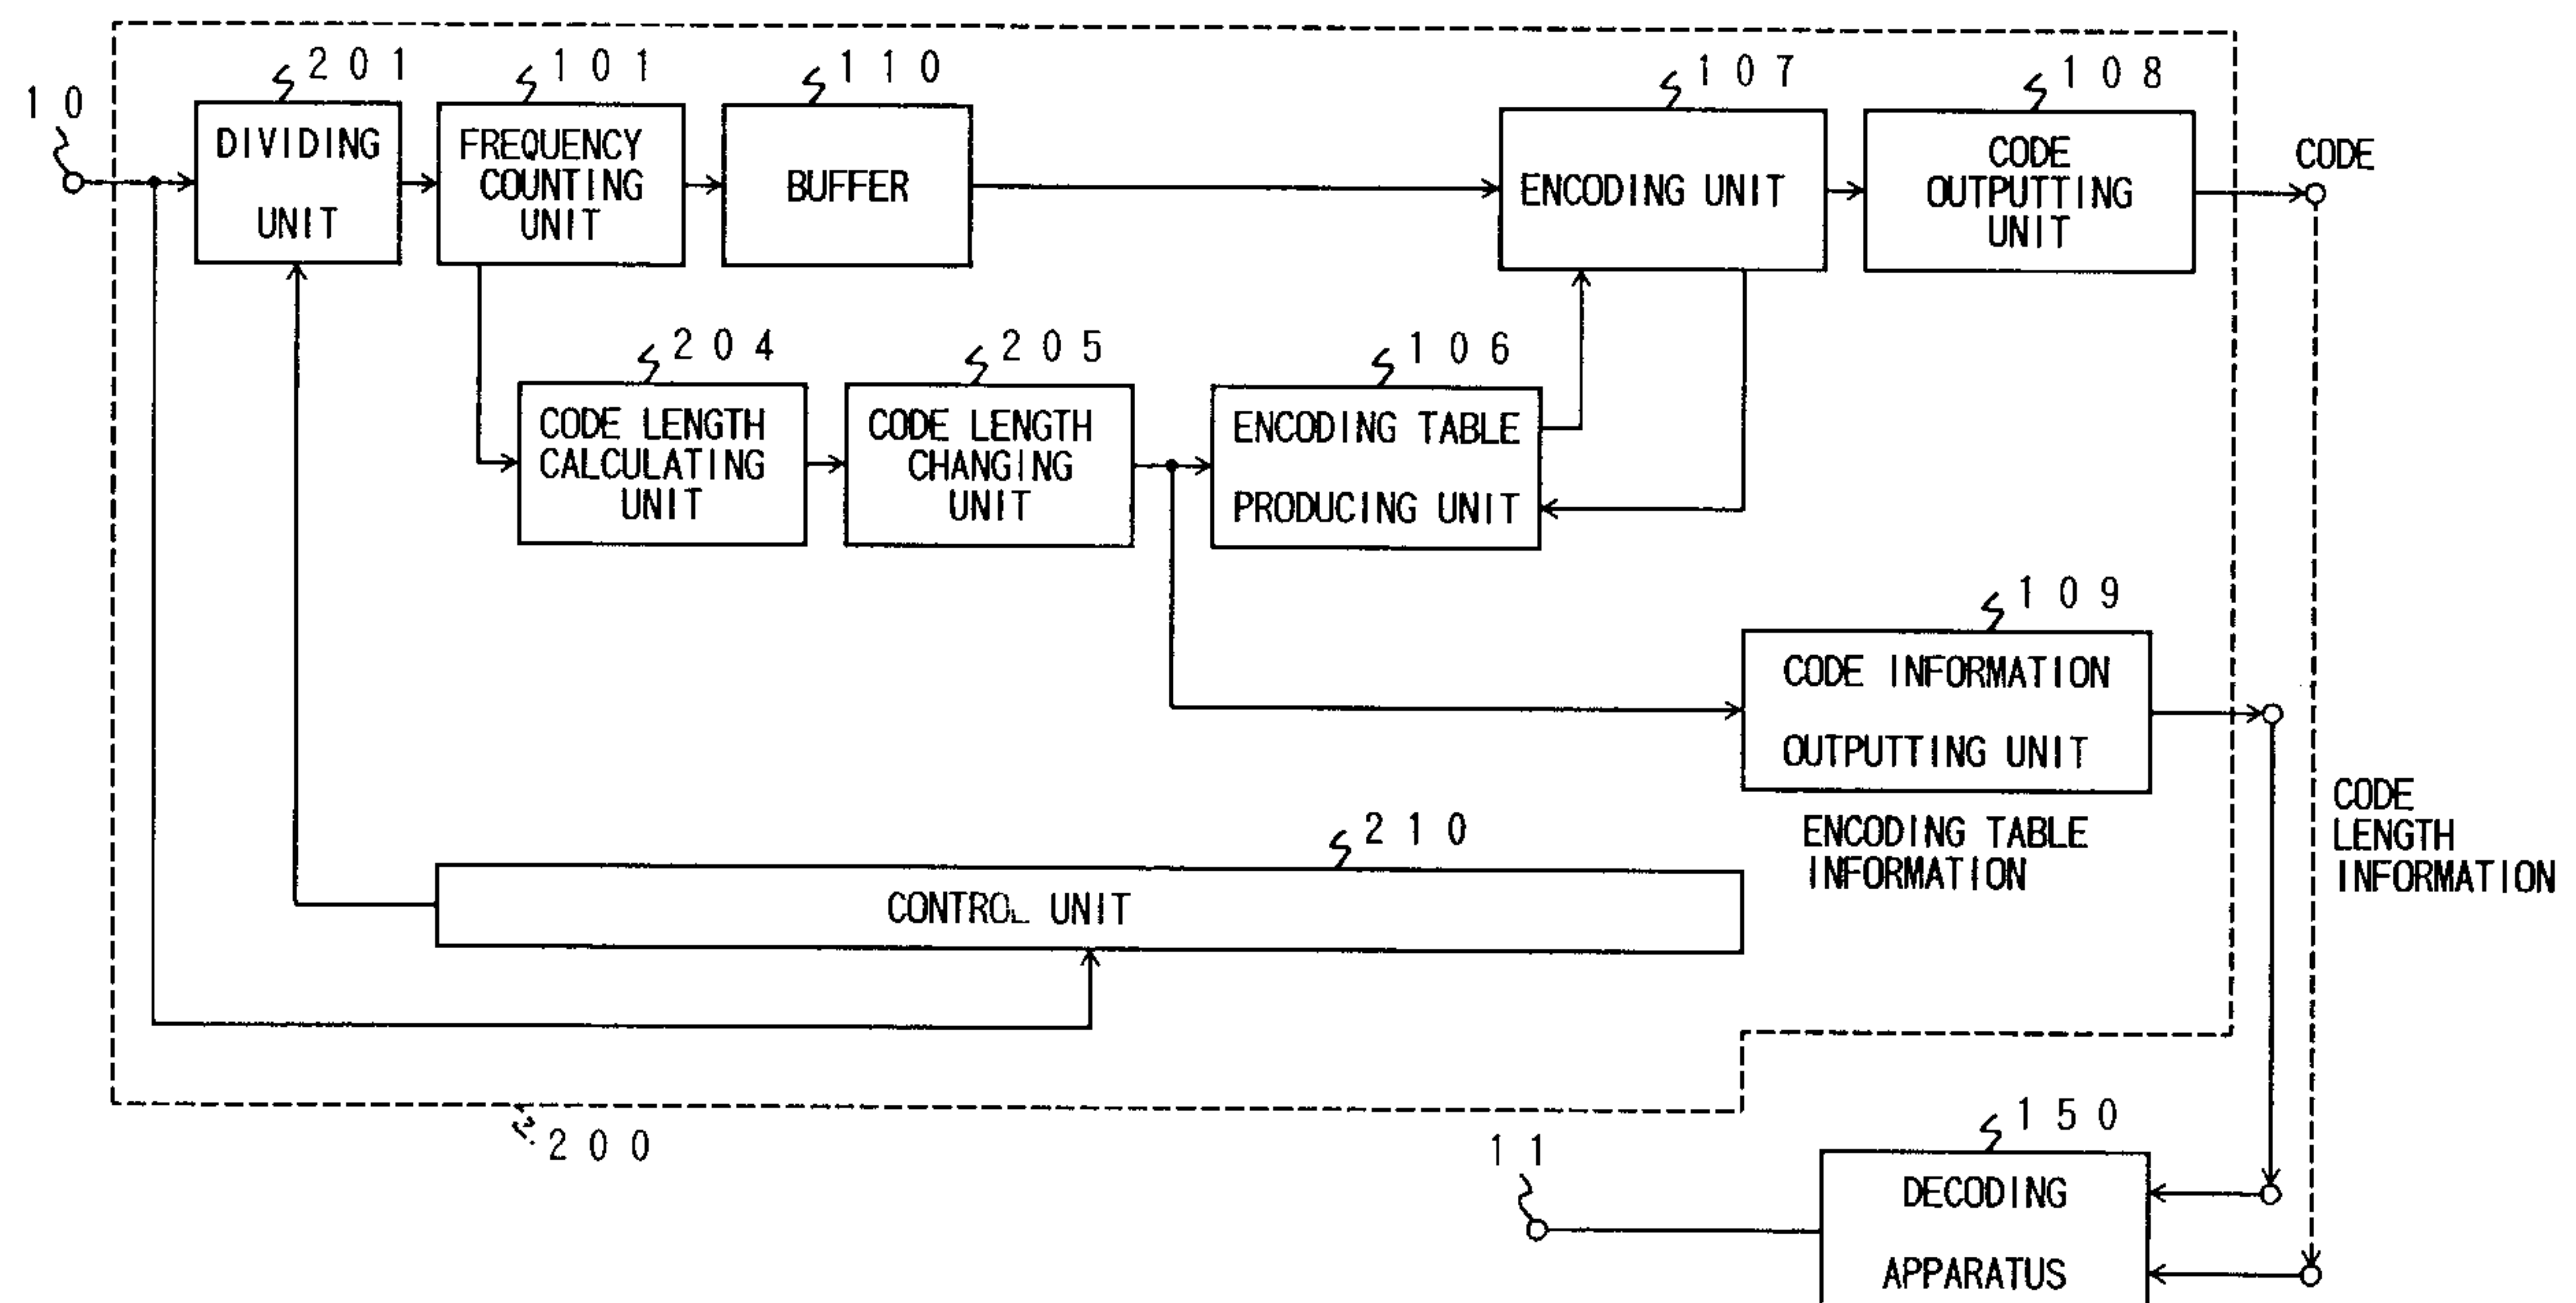 10
201
101
110
107
108
DIVIDING
UNIT
FREQUENCY
COUNTING
UNIT
BUFFER
ENCODING UNIT
CODE
OUTPUTTING
UNIT
CODE
204
205
106
CODE LENGTH
CALCULATING
UNIT
CODE LENGTH
CHANGING
UNIT
ENCODING TABLE
PRODUCING UNIT
109
CODE INFORMATION
OUTPUTTING UNIT
ENCODING TABLE
INFORMATION
CODE
LENGTH
INFORMATION
210
CONTROL UNIT
200
11
150
DECODING
APPARATUS